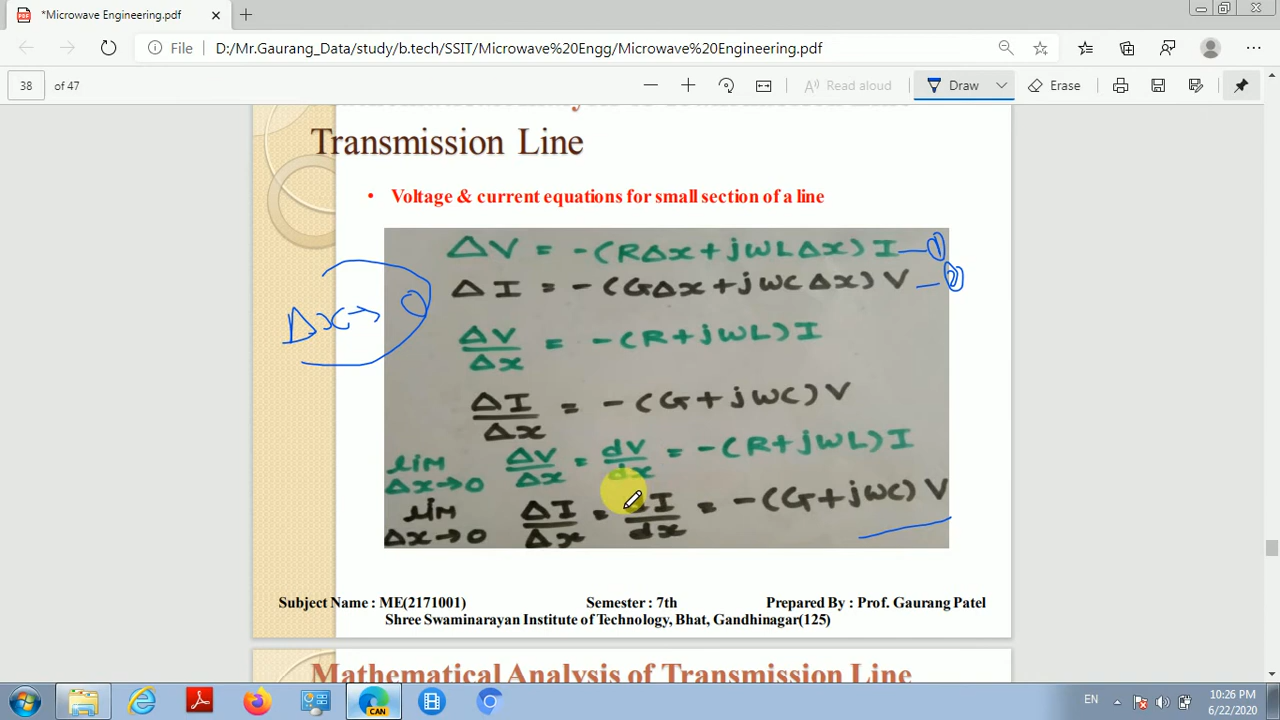 *Microwave Engineering.pdf
File D:/Mr.Gaurang_Data/study/b.tech/SSIT/Microwave%20Engg/Microwave%20Engineering.pdf
38 of 47 Read aloud Draw Erase
Transmission Line
• Voltage & current equations for small section of a line
ΔV = -(RΔx+jωLΔx) I — ①
ΔI = -(GΔx+jωCΔx) V — ②
Δx→0
ΔV/Δx = -(R+jωL) I
ΔI/Δx = -(G+jωC) V
lim Δx→0 ΔV/Δx = dV/dx = -(R+jωL) I
lim Δx→0 ΔI/Δx = dI/dx = -(G+jωC) V
Subject Name : ME(2171001) Semester : 7th Prepared By : Prof. Gaurang Patel
Shree Swaminarayan Institute of Technology, Bhat, Gandhinagar(125)
Mathematical Analysis of Transmission Line
CAN
EN
10:26 PM
6/22/2020